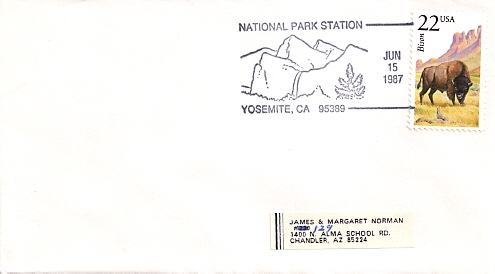 NATIONAL PARK STATION
JUN
15
1987
YOSEMITE, CA 95389
22 USA
Bison
JAMES & MARGARET NORMAN
129
1400 N. ALMA SCHOOL RD.
CHANDLER, AZ 85224